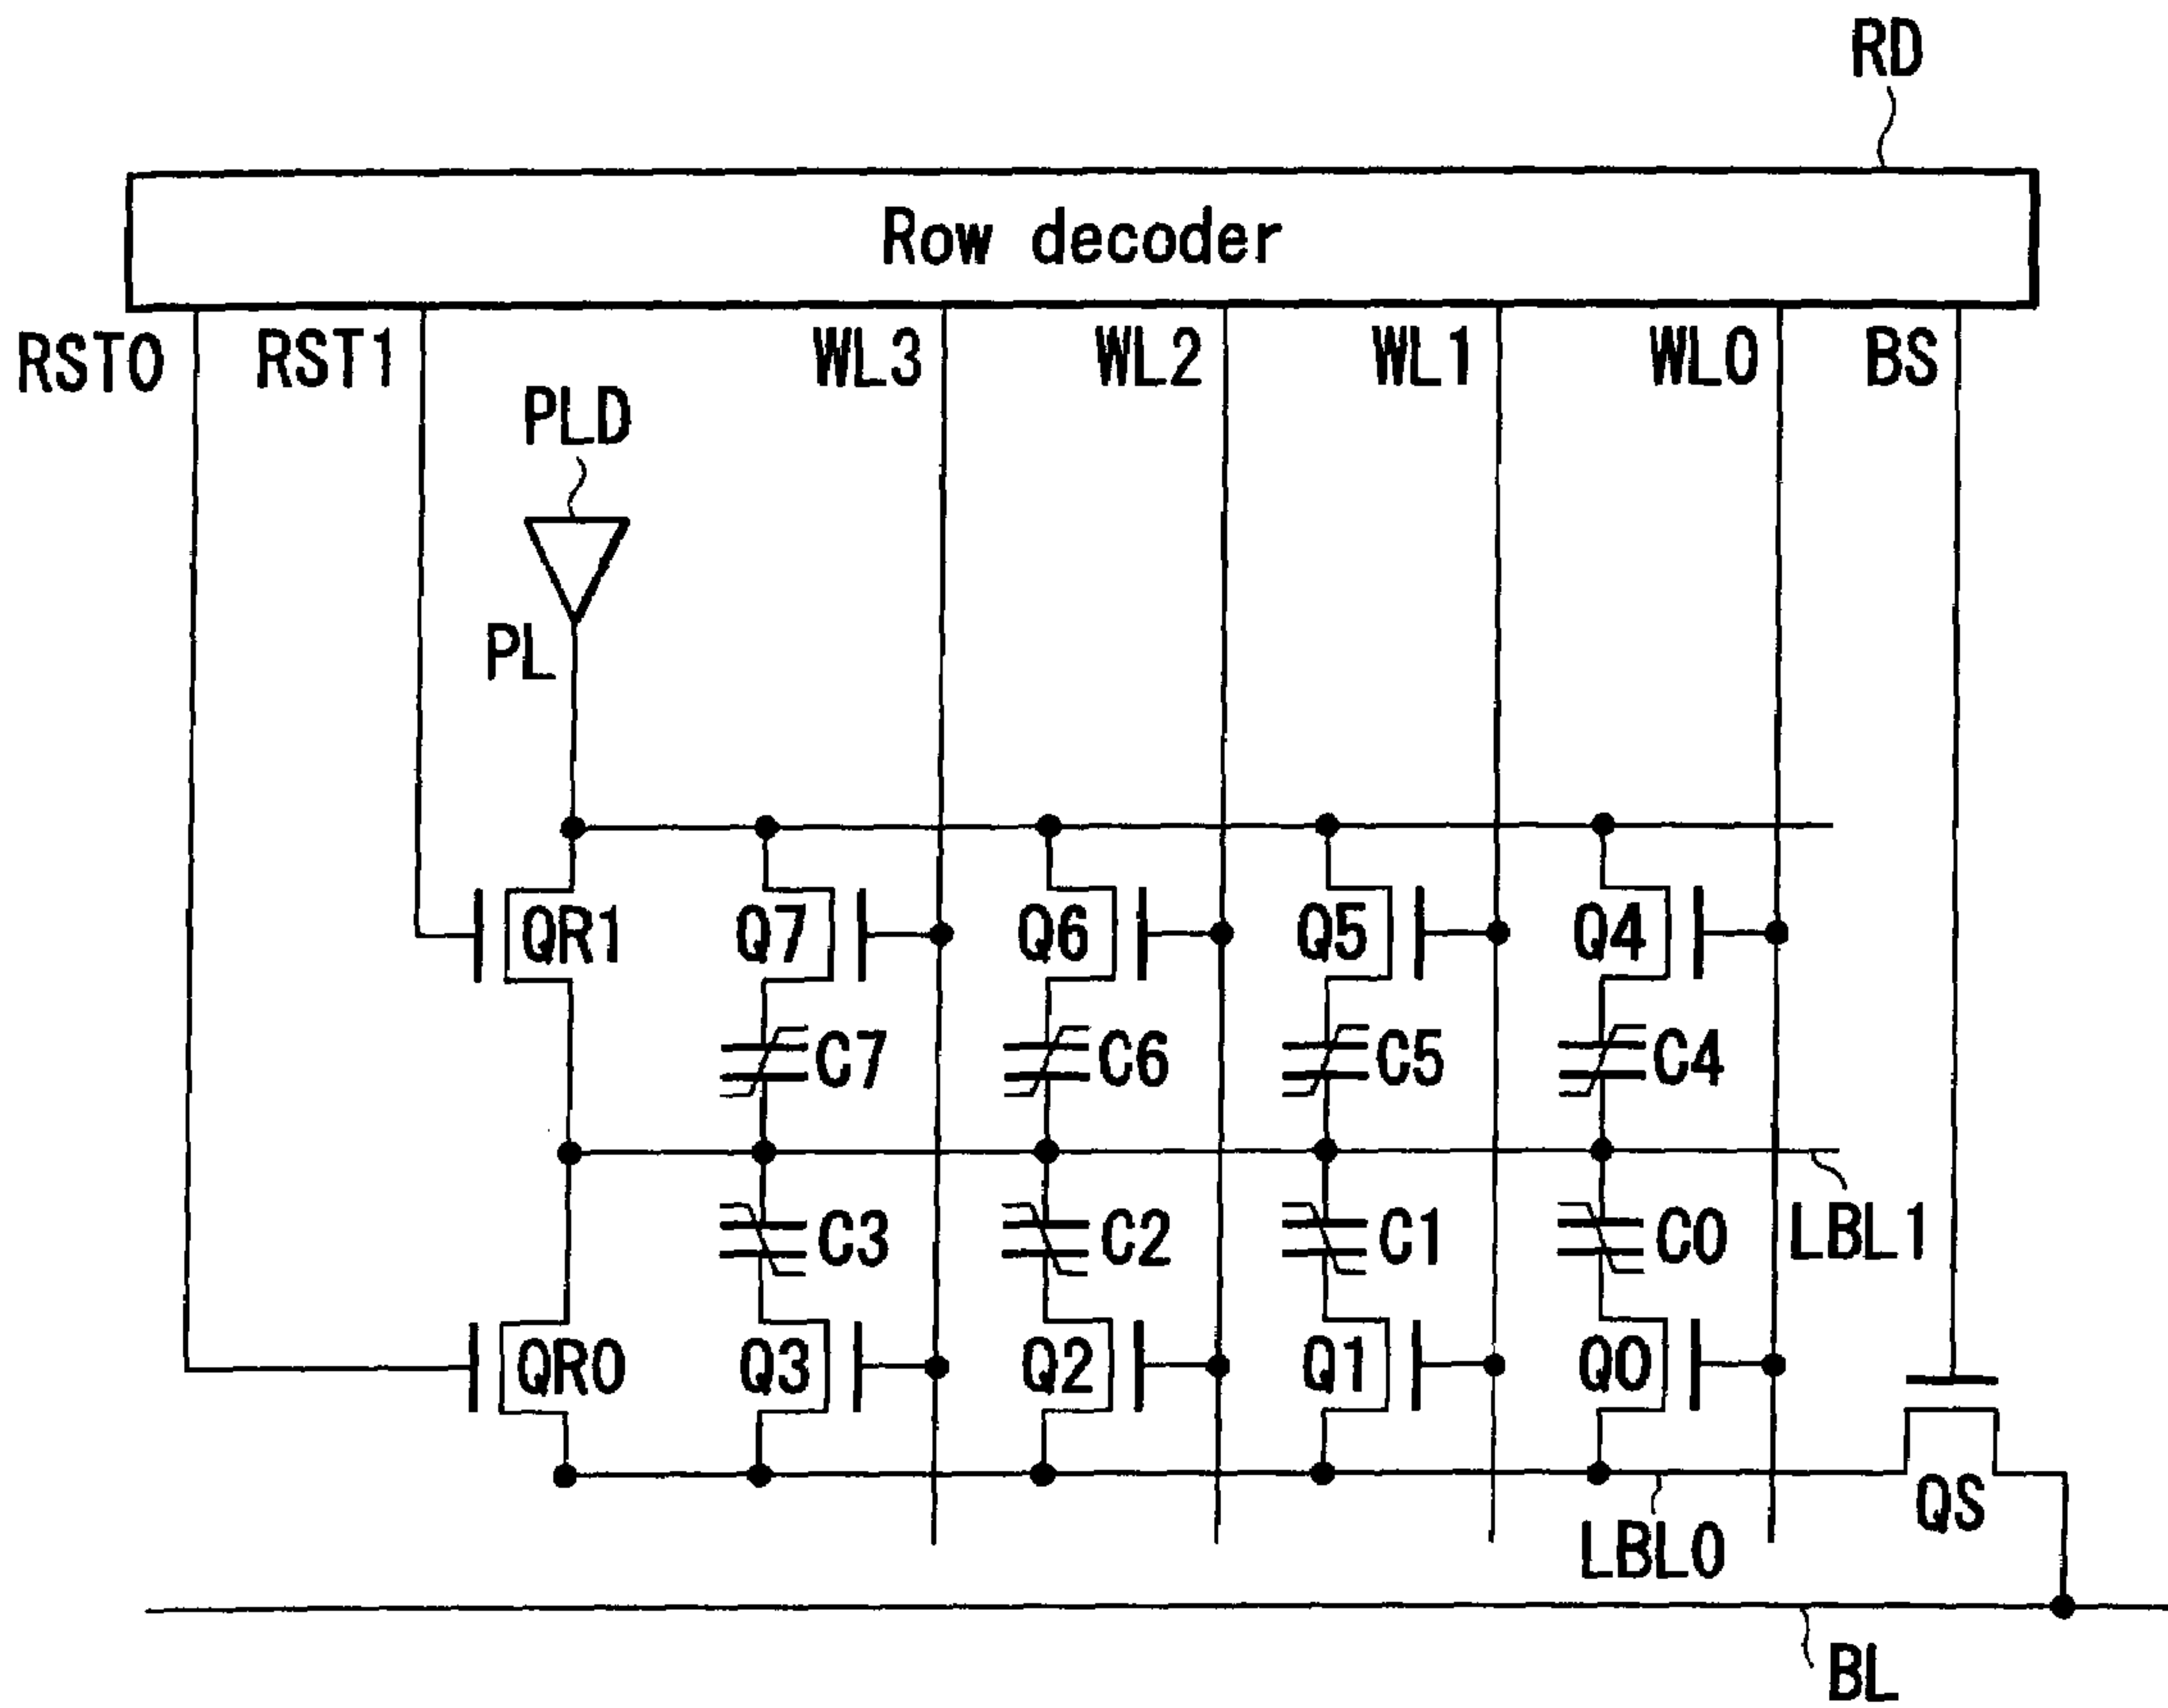 RD
Row decoder
RST0 RST1 WL3 WL2 WL1 WL0 BS
PLD
PL
QR1 Q7 Q6 Q5 Q4
C7 C6 C5 C4
C3 C2 C1 C0 LBL1
QR0 Q3 Q2 Q1 Q0
QS
LBL0
BL